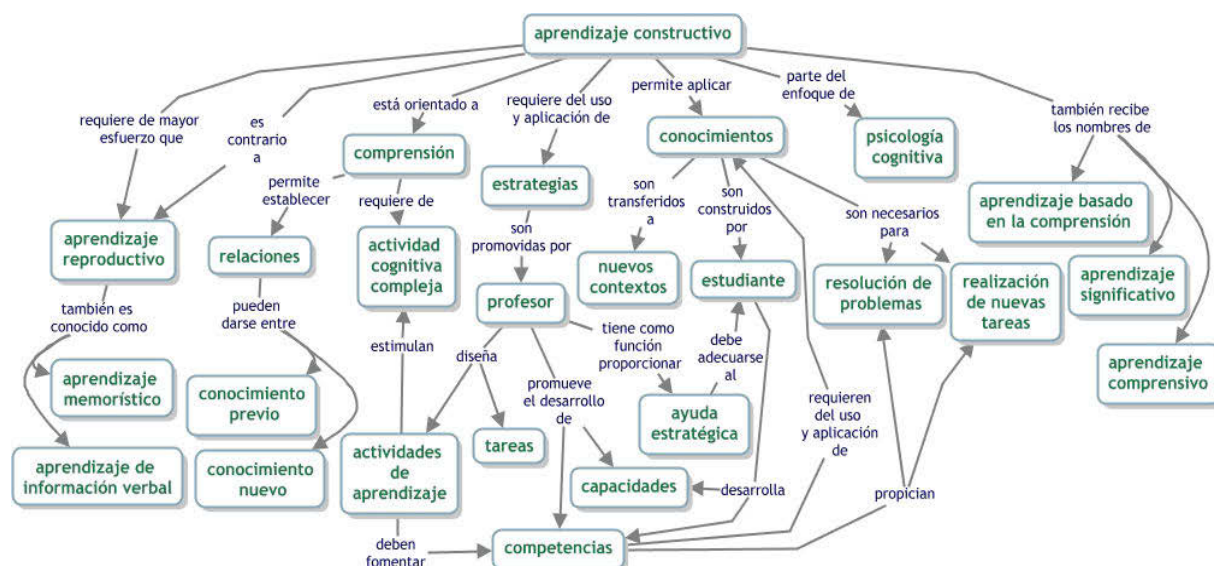 aprendizaje constructivo
requiere de mayor
esfuerzo que
es
contrario
a
está orientado a
requiere del uso
y aplicación de
permite aplicar
parte del
enfoque de
también recibe
los nombres de
comprensión
estrategias
conocimientos
psicología
cognitiva
permite
establecer
requiere de
son
promovidas por
son
transferidos
a
son
construidos
por
son necesarios
para
aprendizaje basado
en la comprensión
aprendizaje
reproductivo
relaciones
actividad
cognitiva
compleja
profesor
nuevos
contextos
estudiante
resolución de
problemas
realización
de nuevas
tareas
aprendizaje
significativo
aprendizaje
comprensivo
también es
conocido como
pueden
darse entre
estimulan
diseña
promueve
el desarrollo
de
tiene como
función
proporcionar
debe
adecuarse
al
requieren
del uso
y aplicación
de
aprendizaje
memorístico
conocimiento
previo
aprendizaje de
información verbal
conocimiento
nuevo
actividades
de
aprendizaje
tareas
ayuda
estratégica
capacidades
desarrolla
propician
deben
fomentar
competencias